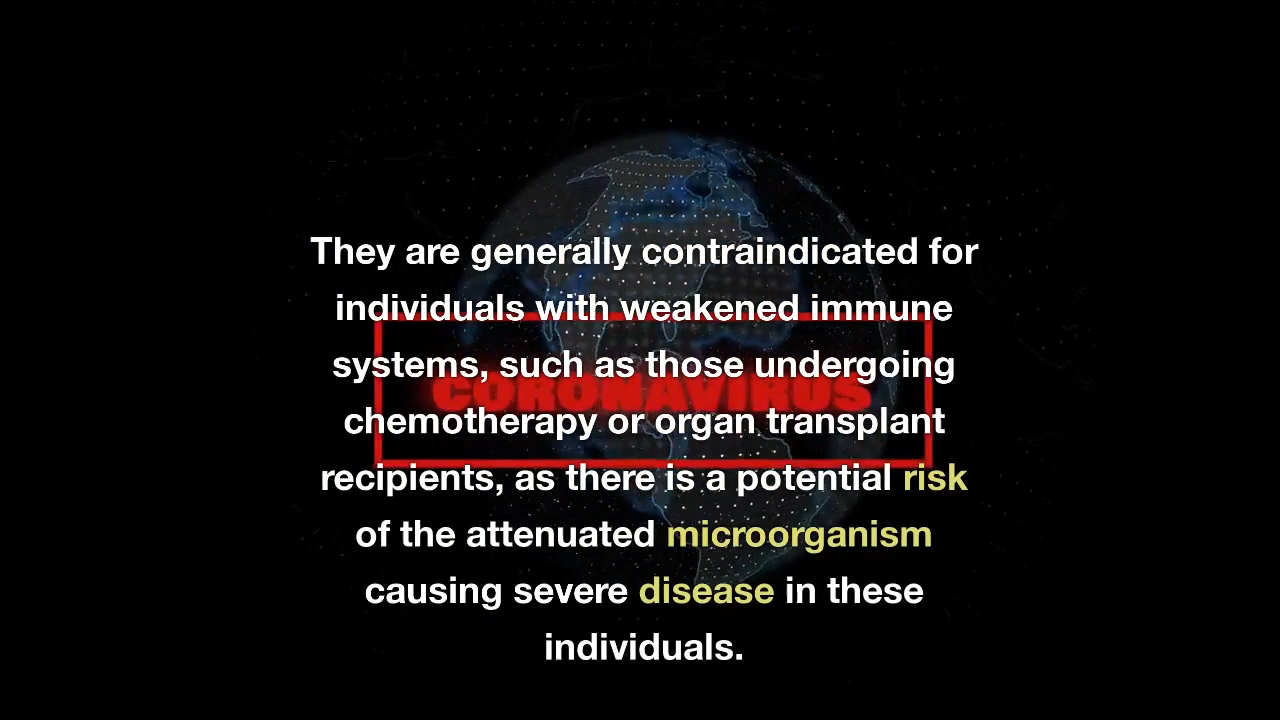 They are generally contraindicated for
individuals with weakened immune
systems, such as those undergoing
CORONAVIRUS
chemotherapy or organ transplant
recipients, as there is a potential risk
of the attenuated microorganism
causing severe disease in these
individuals.